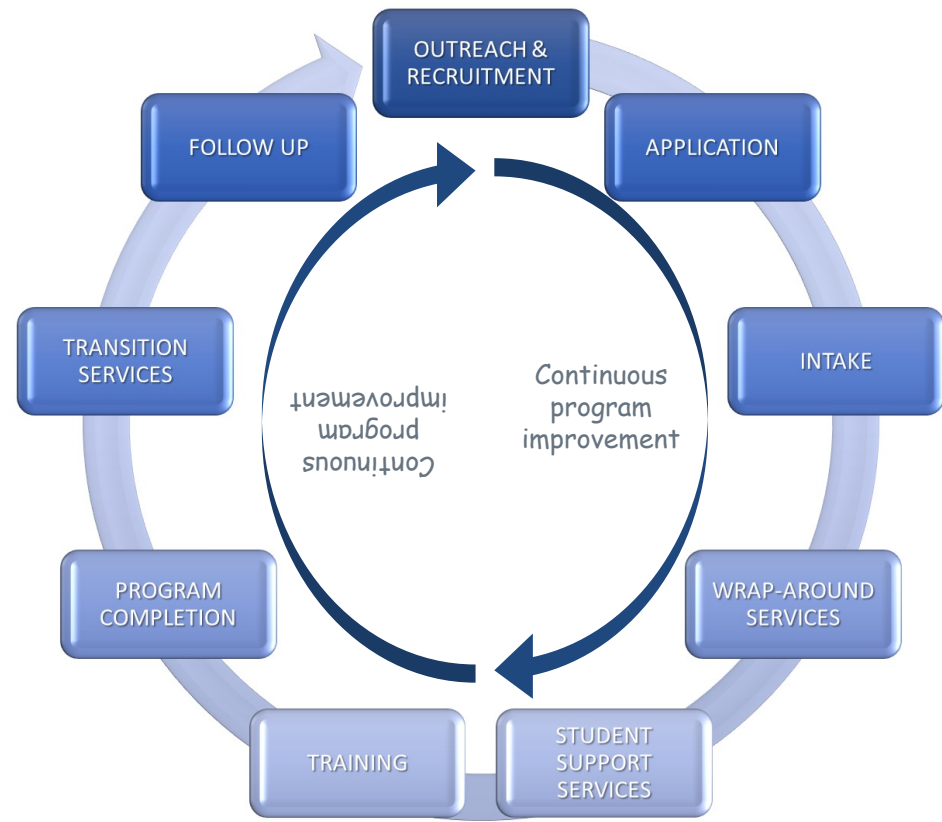 OUTREACH &
RECRUITMENT
APPLICATION
INTAKE
WRAP-AROUND
SERVICES
STUDENT
SUPPORT
SERVICES
TRAINING
PROGRAM
COMPLETION
TRANSITION
SERVICES
FOLLOW UP
Continuous
program
improvement
Continuous
program
improvement